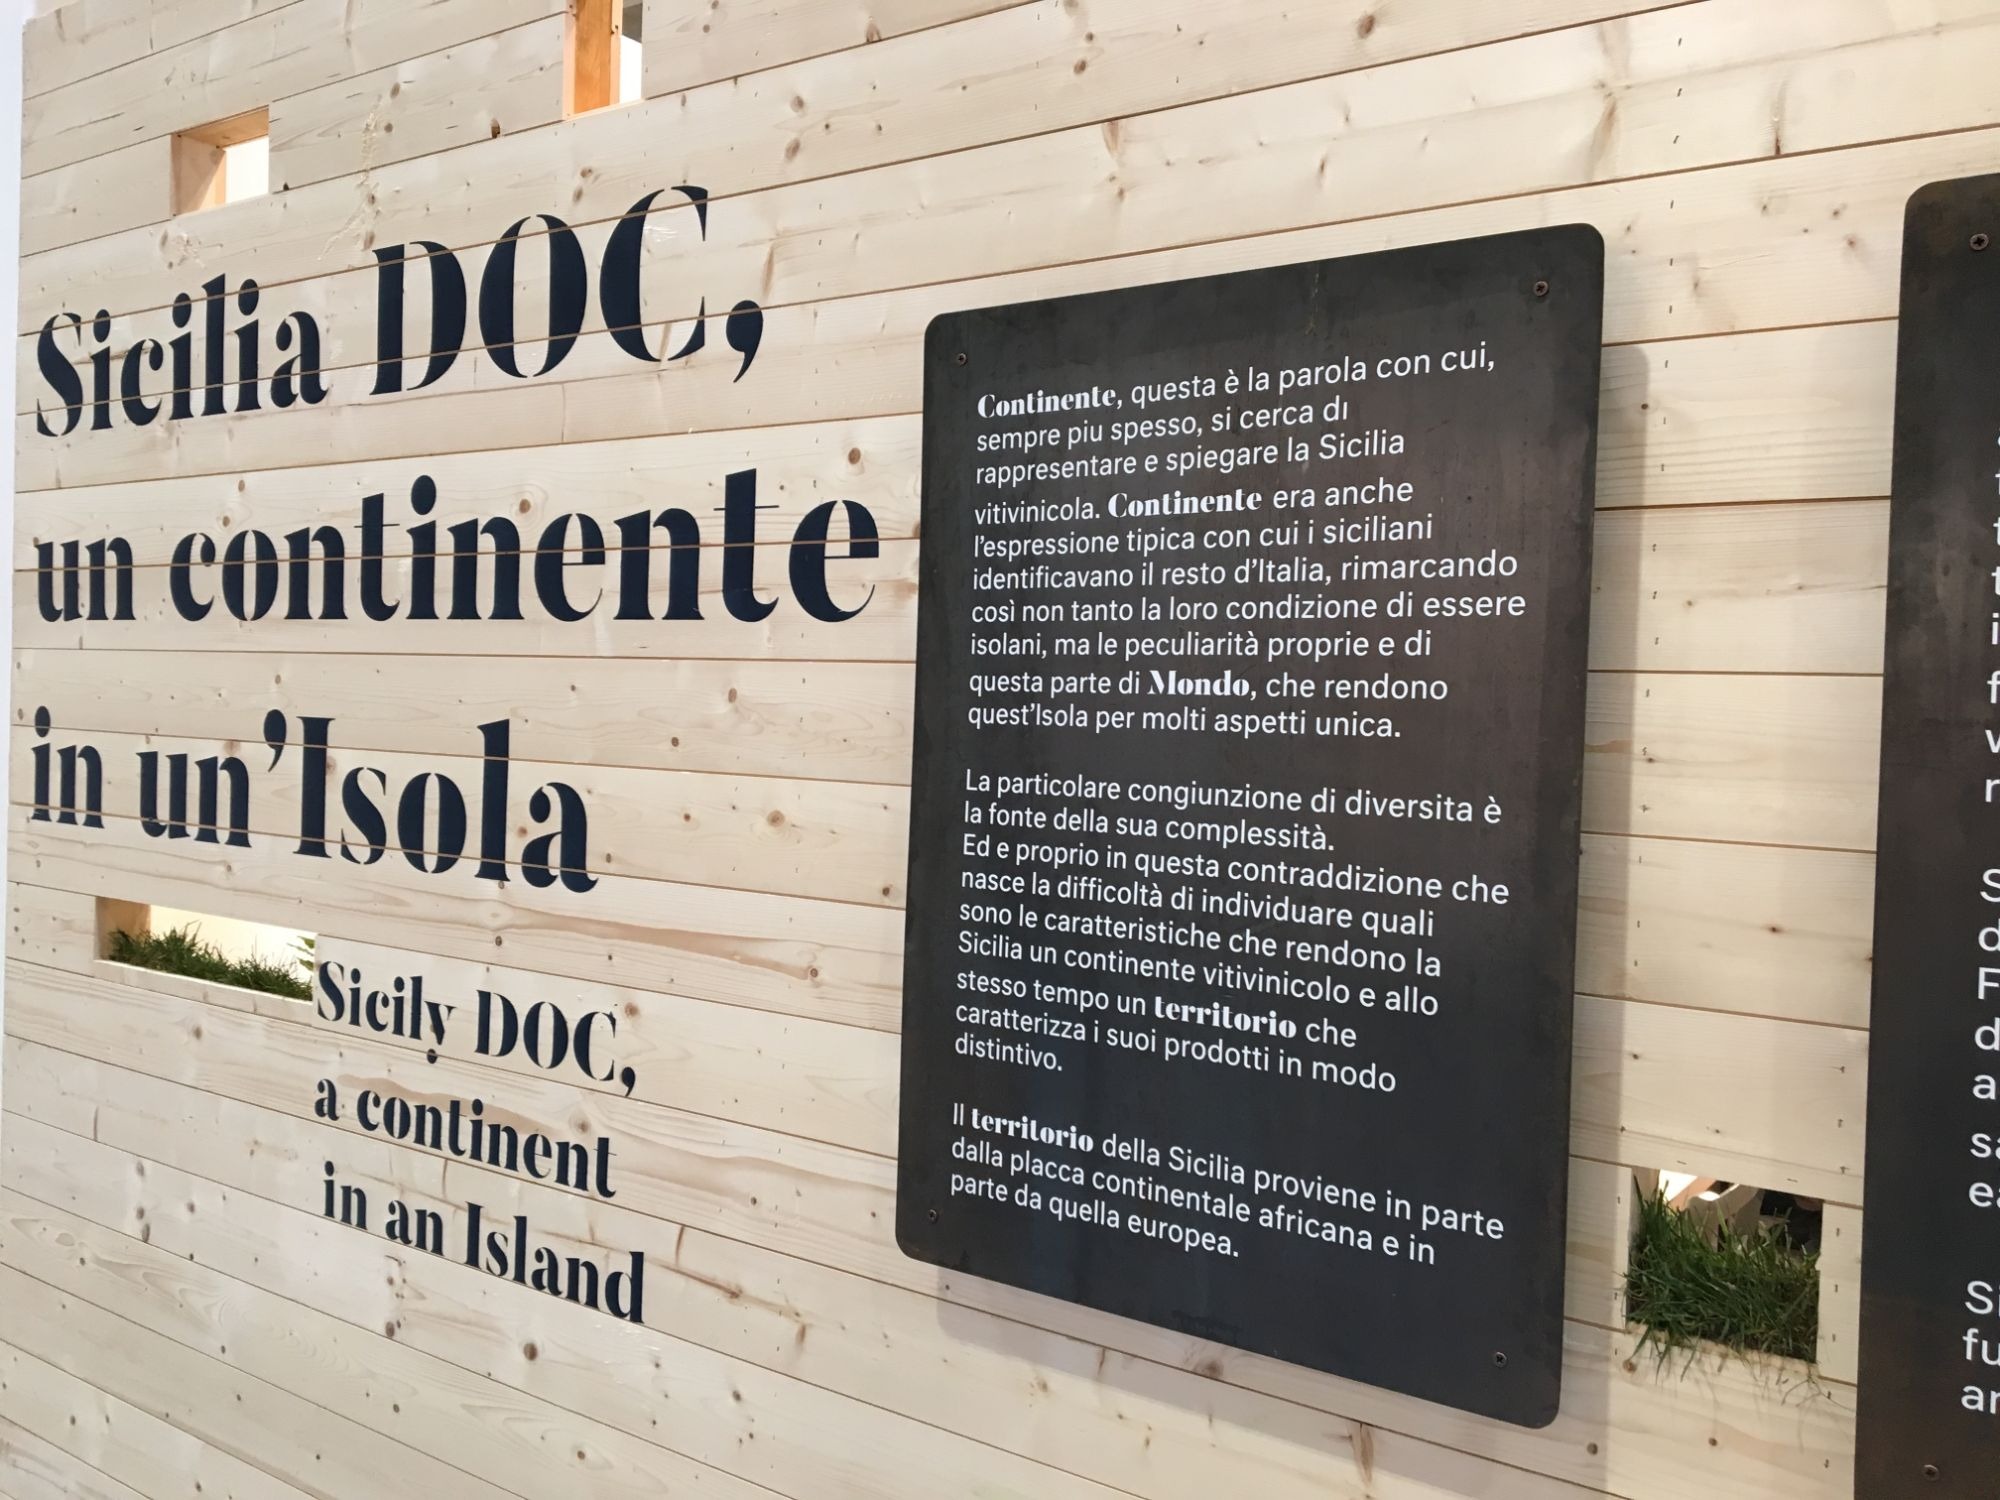 Sicilia DOC,
un continente
in un'Isola
Sicily DOC,
a continent
in an Island
Continente, questa è la parola con cui,
sempre piu spesso, si cerca di
rappresentare e spiegare la Sicilia
vitivinicola. Continente era anche
l'espressione tipica con cui i siciliani
identificavano il resto d'Italia, rimarcando
così non tanto la loro condizione di essere
isolani, ma le peculiarità proprie e di
questa parte di Mondo, che rendono
quest'Isola per molti aspetti unica.
La particolare congiunzione di diversita è
la fonte della sua complessità.
Ed e proprio in questa contraddizione che
nasce la difficoltà di individuare quali
sono le caratteristiche che rendono la
Sicilia un continente vitivinicolo e allo
stesso tempo un territorio che
caratterizza i suoi prodotti in modo
distintivo.
Il territorio della Sicilia proviene in parte
dalla placca continentale africana e in
parte da quella europea.